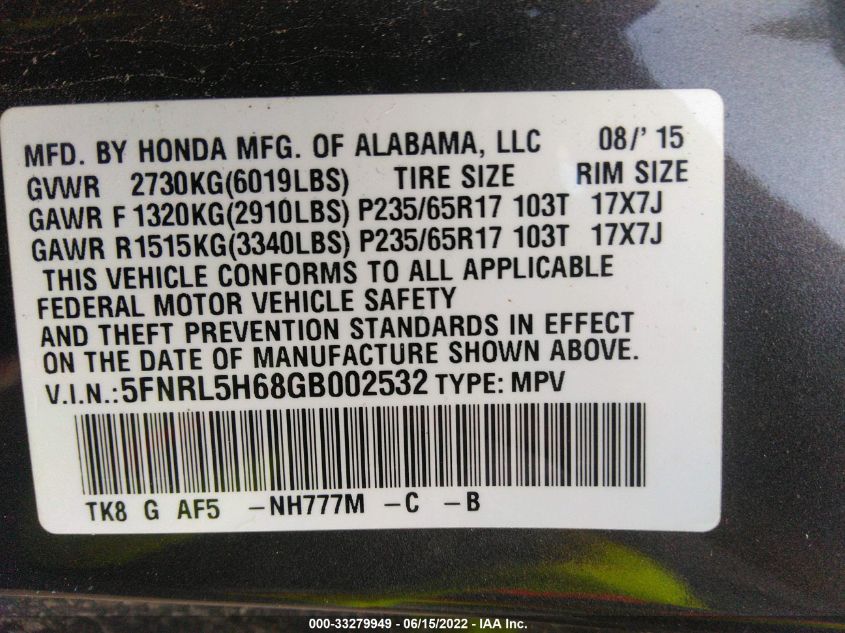 MFD. BY HONDA MFG. OF ALABAMA, LLC 08/' 15
GVWR 2730KG(6019LBS) TIRE SIZE RIM SIZE
GAWR F 1320KG(2910LBS) P235/65R17 103T 17X7J
GAWR R1515KG(3340LBS) P235/65R17 103T 17X7J
THIS VEHICLE CONFORMS TO ALL APPLICABLE
FEDERAL MOTOR VEHICLE SAFETY
AND THEFT PREVENTION STANDARDS IN EFFECT
ON THE DATE OF MANUFACTURE SHOWN ABOVE.
V.I.N.:5FNRL5H68GB002532 TYPE: MPV
TK8 G AF5 -NH777M -C -B
000-33279949 - 06/15/2022 - IAA Inc.